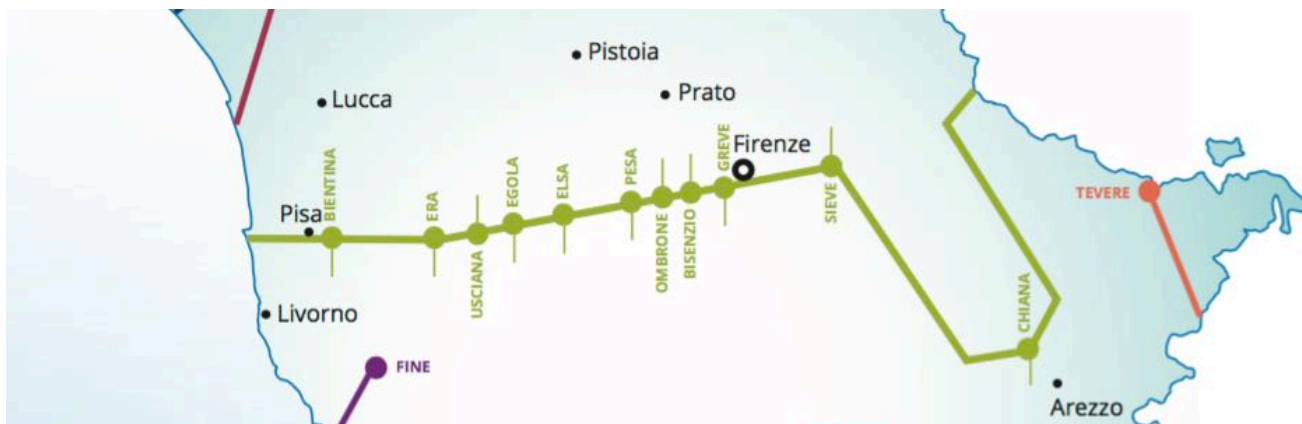 Pistoia
Lucca
Prato
Firenze
GREVE
PESA
ELSA
EGOLA
ERA
BIENTINA
Pisa
SIEVE
OMBRONE
BISENZIO
USCIANA
TEVERE
Livorno
CHIANA
FINE
Arezzo